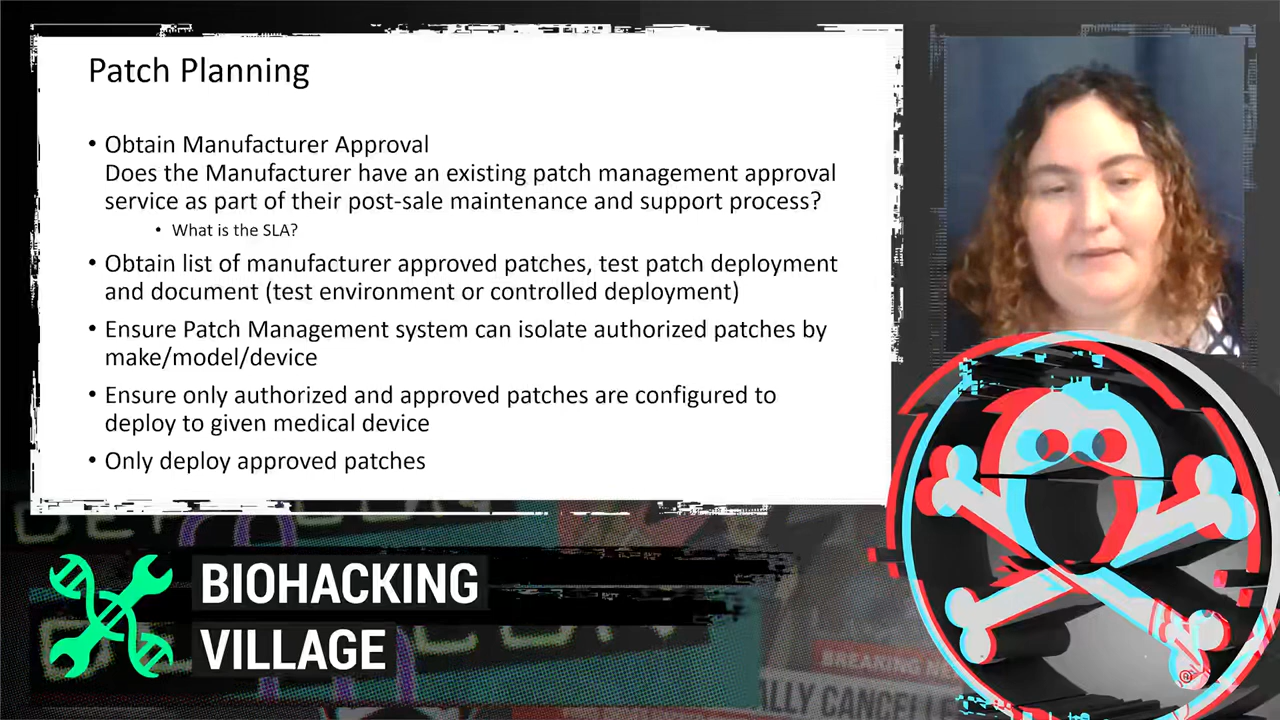 Patch Planning
• Obtain Manufacturer Approval
Does the Manufacturer have an existing patch management approval
service as part of their post-sale maintenance and support process?
• What is the SLA?
• Obtain list of manufacturer approved patches, test patch deployment
and document (test environment or controlled deployment)
• Ensure Patch Management system can isolate authorized patches by
make/model/device
• Ensure only authorized and approved patches are configured to
deploy to given medical device
• Only deploy approved patches
BIOHACKING
VILLAGE
BREAKING
ALLY CANCELLE